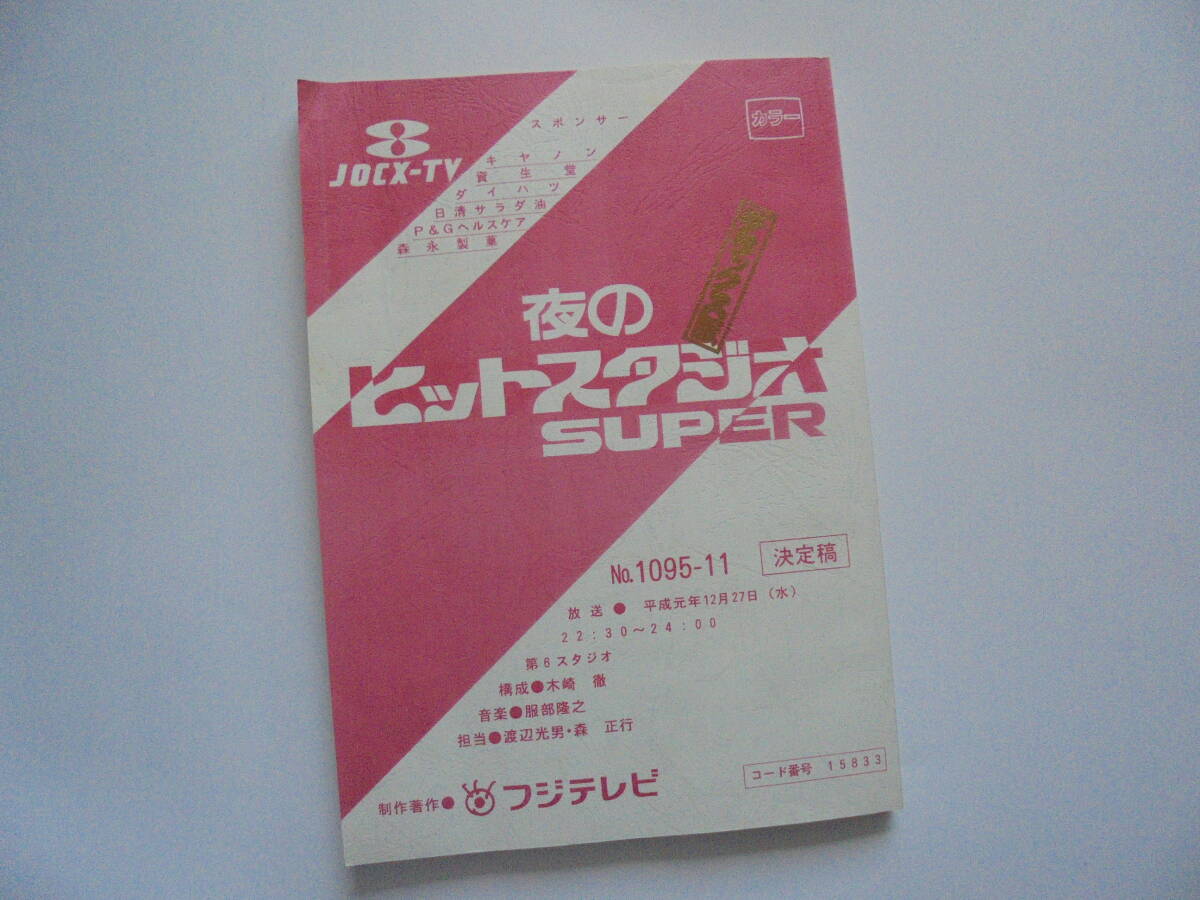 JOCX-TV
カラー
スポンサー
キヤノン
資生堂
ダイハツ
日清サラダ油
P&Gヘルスケア
森永製菓
夜の
ヒットスタジオ
SUPER
No.1095-11
決定稿
放送● 平成元年12月27日(水)
22:30～24:00
第6スタジオ
構成●木崎 徹
音楽●服部隆之
担当●渡辺光男・森 正行
制作著作● フジテレビ
コード番号 15833